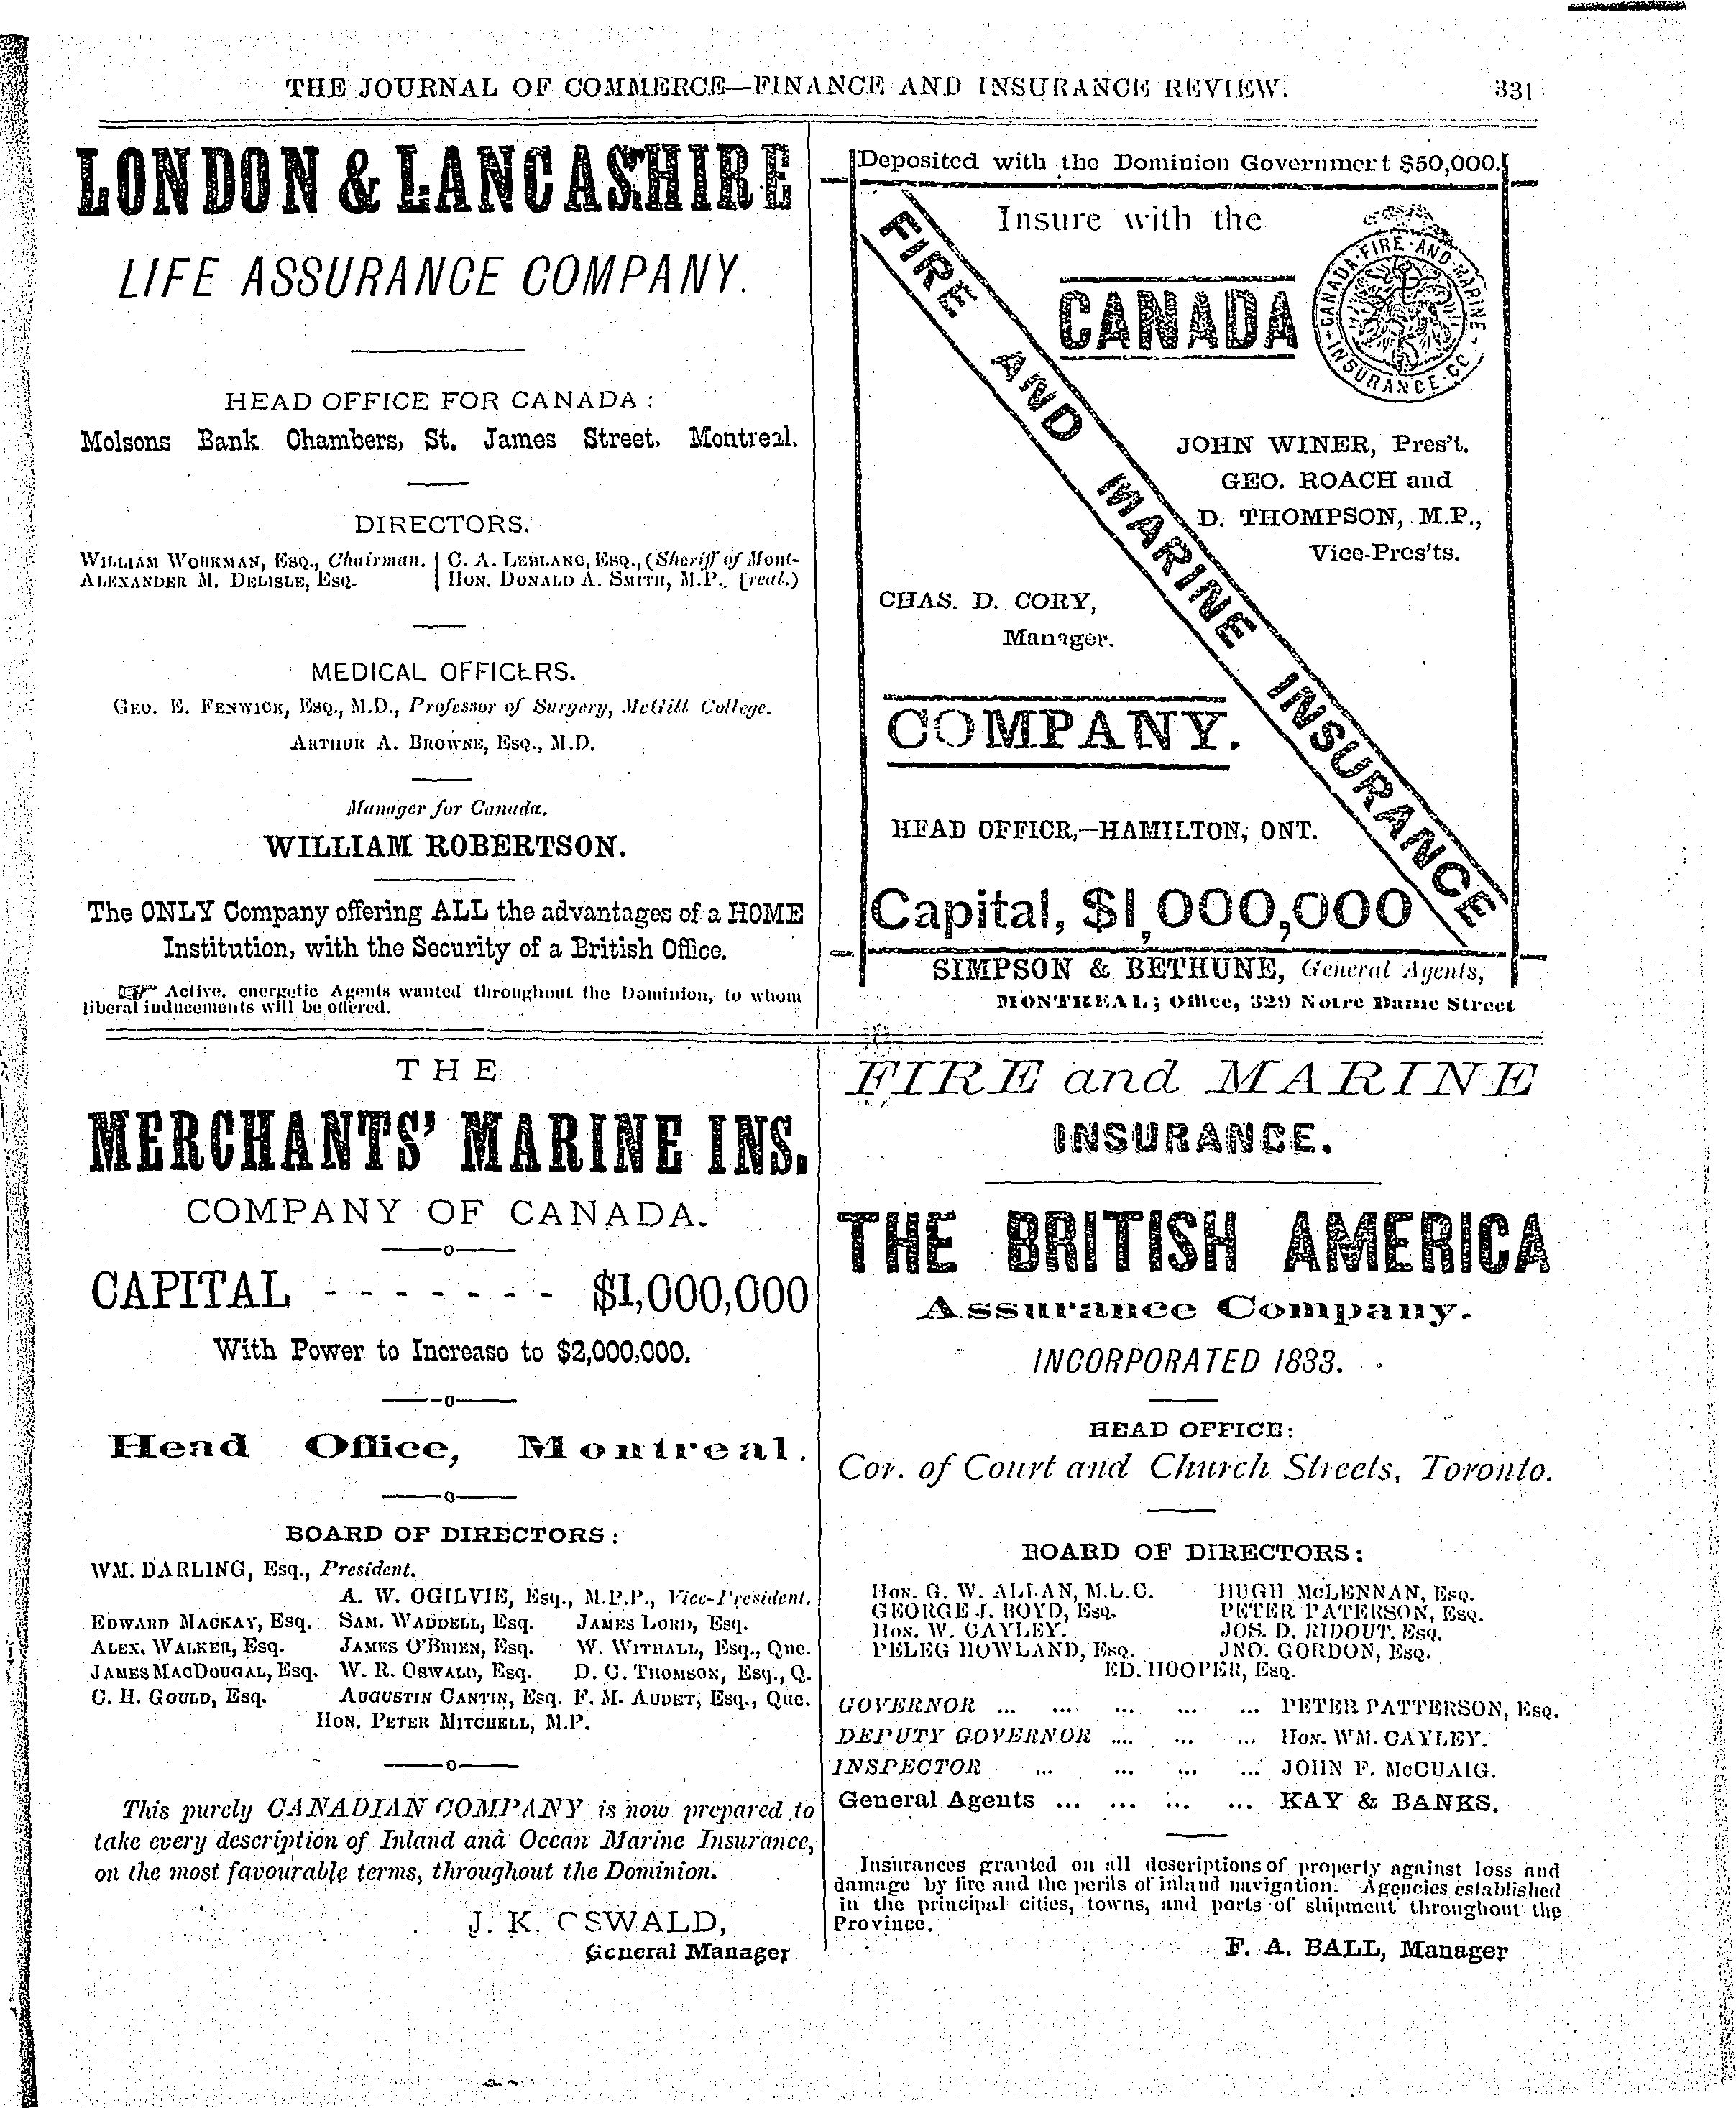 THE JOURNAL OF COMMERCE—FINANCE AND INSURANCE REVIEW. 331
LONDON & LANCASHIRE
LIFE ASSURANCE COMPANY.
HEAD OFFICE FOR CANADA:
Molsons Bank Chambers, St. James Street, Montreal.
DIRECTORS.
WILLIAM WORKMAN, ESQ., Chairman.
ALEXANDER M. DELISLE, ESQ.
C. A. LEBLANC, ESQ., (Sheriff of Mont-
HON. DONALD A. SMITH, M.P. [real.)
MEDICAL OFFICERS.
GEO. E. FENWICK, ESQ., M.D., Professor of Surgery, McGill College.
ARTHUR A. BROWNE, ESQ., M.D.
Manager for Canada.
WILLIAM ROBERTSON.
The ONLY Company offering ALL the advantages of a HOME
Institution, with the Security of a British Office.
☞ Active, energetic Agents wanted throughout the Dominion, to whom
liberal inducements will be offered.
Deposited with the Dominion Government $50,000.
Insure with the
CANADA
CANADA·FIRE·AND·MARINE·INSURANCE·CO
FIRE AND MARINE INSURANCE
JOHN WINER, Pres't.
GEO. ROACH and
D. THOMPSON, M.P.,
Vice-Pres'ts.
CHAS. D. CORY,
Manager.
COMPANY.
HEAD OFFICE,—HAMILTON, ONT.
Capital, $1,000,000
SIMPSON & BETHUNE, General Agents,
MONTREAL; Office, 329 Notre Dame Street
THE
MERCHANTS' MARINE INS.
COMPANY OF CANADA.
CAPITAL - - - - - - - $1,000,000
With Power to Increase to $2,000,000.
Head Office, Montreal.
BOARD OF DIRECTORS:
WM. DARLING, Esq., President.
A. W. OGILVIE, Esq., M.P.P., Vice-President.
EDWARD MACKAY, Esq. SAM. WADDELL, Esq. JAMES LORD, Esq.
ALEX. WALKER, Esq. JAMES O'BRIEN, Esq. W. WITHALL, Esq., Que.
JAMES MACDOUGAL, Esq. W. R. OSWALD, Esq. D. C. THOMSON, Esq., Q.
C. H. GOULD, Esq. AUGUSTIN CANTIN, Esq. F. M. AUDET, Esq., Que.
HON. PETER MITCHELL, M.P.
This purely CANADIAN COMPANY is now prepared to
take every description of Inland and Ocean Marine Insurance,
on the most favourable terms, throughout the Dominion.
J. K. OSWALD,
General Manager
FIRE and MARINE
INSURANCE.
THE BRITISH AMERICA
Assurance Company.
INCORPORATED 1833.
HEAD OFFICE:
Cor. of Court and Church Streets, Toronto.
BOARD OF DIRECTORS:
HON. G. W. ALLAN, M.L.C. HUGH McLENNAN, ESQ.
GEORGE J. BOYD, ESQ. PETER PATERSON, ESQ.
HON. W. CAYLEY. JOS. D. RIDOUT, ESQ.
PELEG HOWLAND, ESQ. JNO. GORDON, ESQ.
ED. HOOPER, ESQ.
GOVERNOR ... ... ... ... ... PETER PATTERSON, ESQ.
DEPUTY GOVERNOR .... ... ... HON. WM. CAYLEY.
INSPECTOR ... ... ... ... JOHN F. McCUAIG.
General Agents ... ... ... ... KAY & BANKS.
Insurances granted on all descriptions of property against loss and
damage by fire and the perils of inland navigation. Agencies established
in the principal cities, towns, and ports of shipment throughout the
Province.
F. A. BALL, Manager